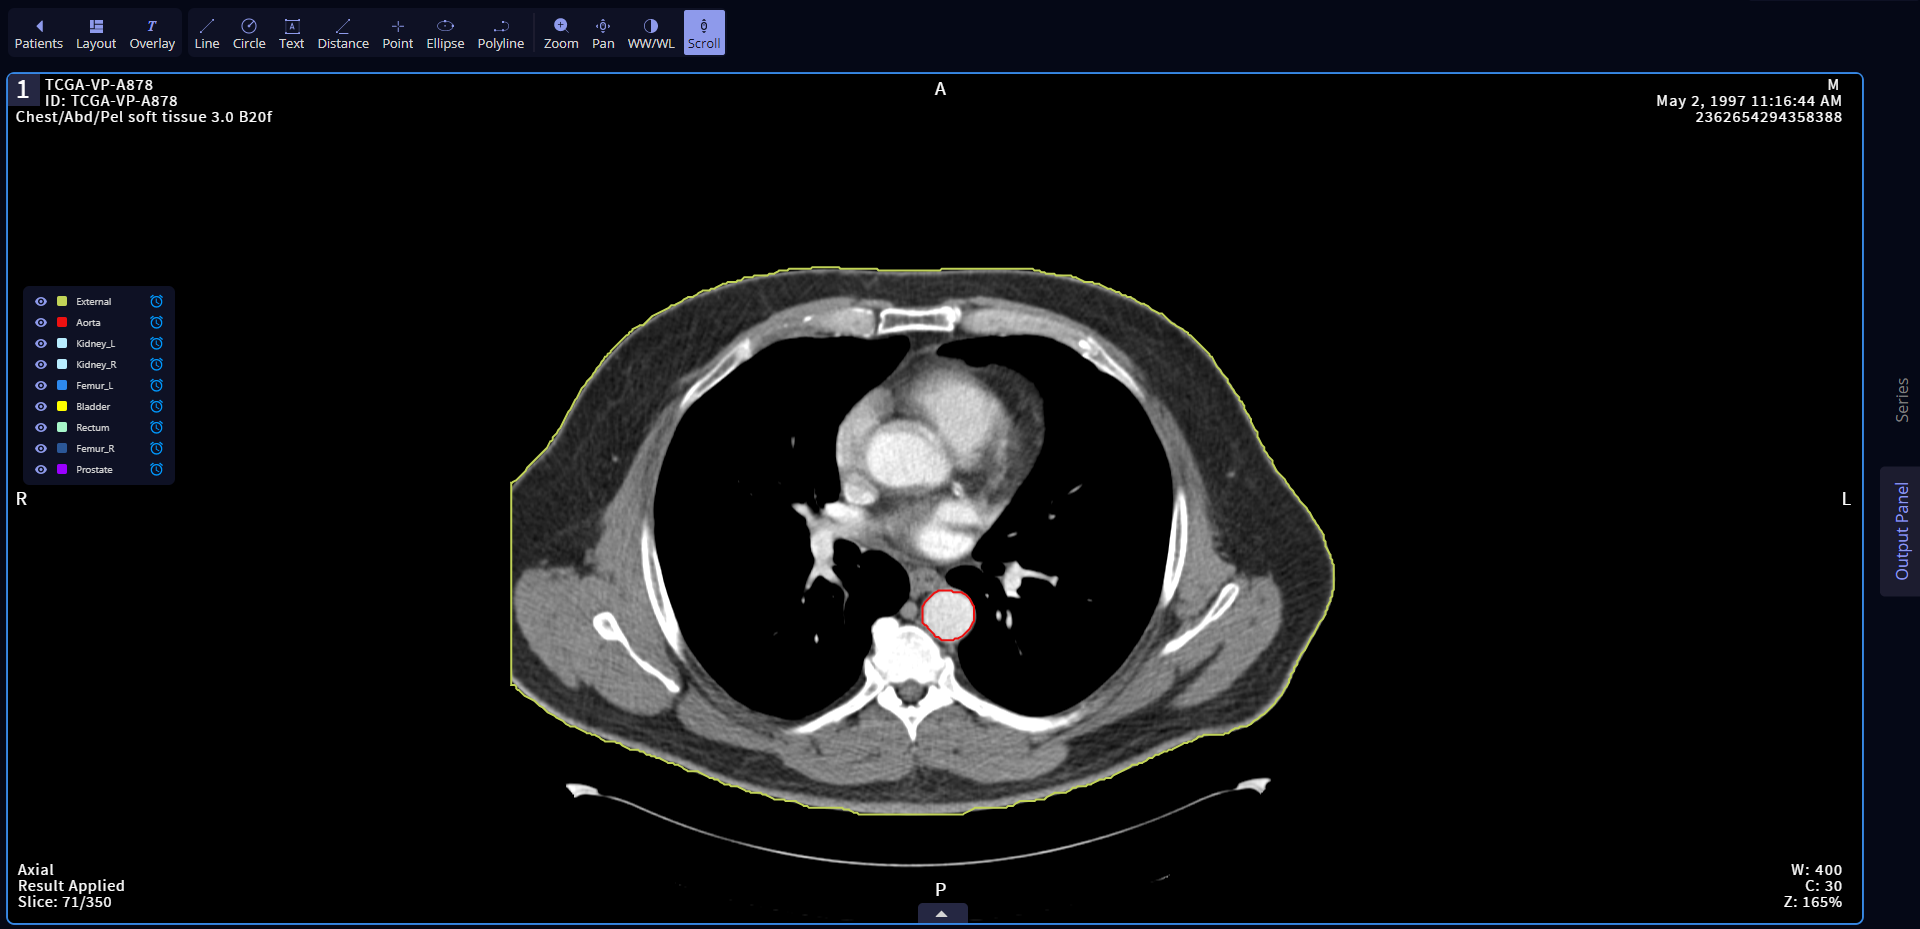 Patients Layout Overlay Line Circle Text Distance Point Ellipse Polyline Zoom Pan WW/WL Scroll
1
TCGA-VP-A878
ID: TCGA-VP-A878
Chest/Abd/Pel soft tissue 3.0 B20f
A
M
May 2, 1997 11:16:44 AM
2362654294358388
External
Aorta
Kidney_L
Kidney_R
Femur_L
Bladder
Rectum
Femur_R
Prostate
R
L
Series
Output Panel
Axial
Result Applied
Slice: 71/350
P
W: 400
C: 30
Z: 165%